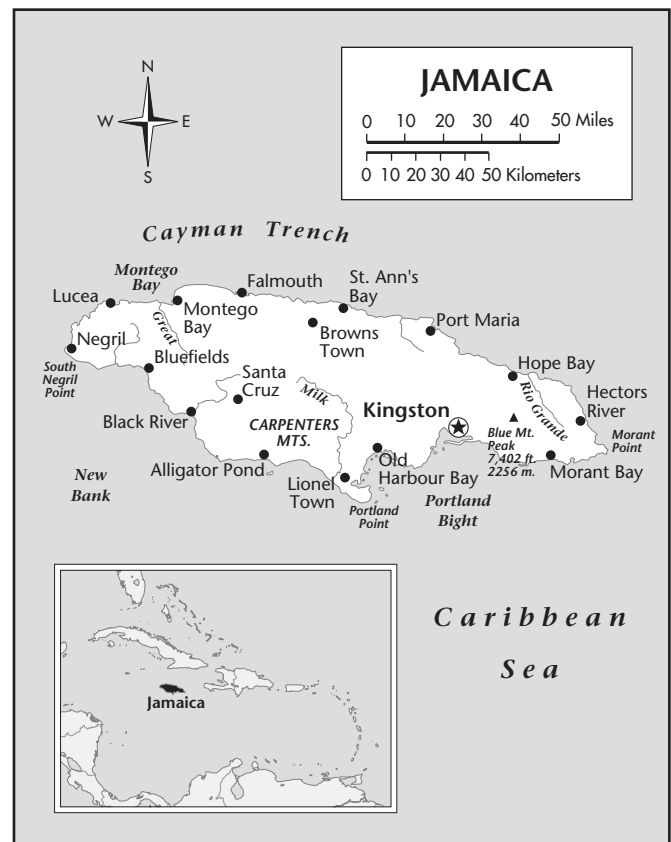 JAMAICA
0 10 20 30 40 50 Miles
0 10 20 30 40 50 Kilometers
N
W E
S
Cayman Trench
Montego
Bay
Lucea
Montego
Bay
Falmouth
St. Ann's
Bay
Browns
Town
Port Maria
Negril
South
Negril
Point
Great
Bluefields
Santa
Cruz
Milk
Hope Bay
Rio Grande
Hectors
River
Morant
Point
Black River
CARPENTERS
MTS.
Kingston
Blue Mt.
Peak
7,402 ft
2256 m.
Alligator Pond
Lionel
Town
Old
Harbour Bay
Morant Bay
New
Bank
Portland
Point
Portland
Bight
Caribbean
Sea
Jamaica